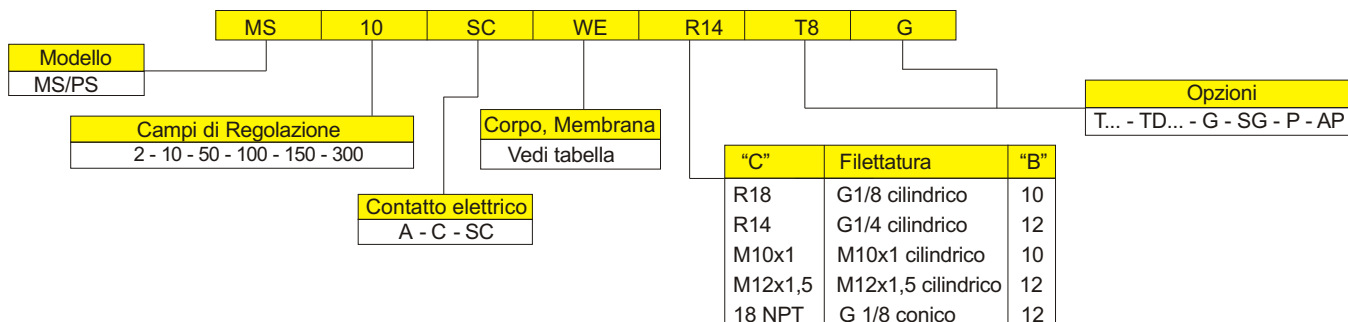 MS 10 SC WE R14 T8 G
Modello
MS/PS
Campi di Regolazione
2 - 10 - 50 - 100 - 150 - 300
Contatto elettrico
A - C - SC
Corpo, Membrana
Vedi tabella
“C” Filettatura “B”
R18 G1/8 cilindrico 10
R14 G1/4 cilindrico 12
M10x1 M10x1 cilindrico 10
M12x1,5 M12x1,5 cilindrico 12
18 NPT G 1/8 conico 12
Opzioni
T... - TD... - G - SG - P - AP